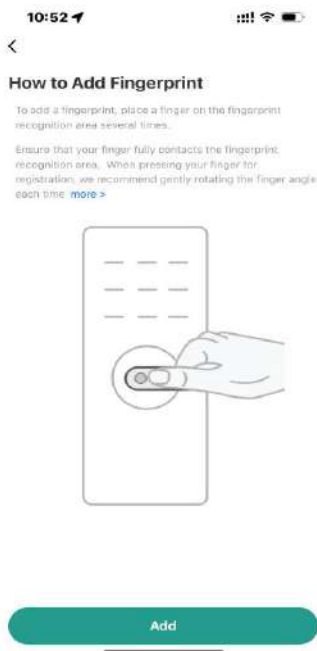 10:52
How to Add Fingerprint
To add a fingerprint, place a finger on the fingerprint
recognition area several times.
Ensure that your finger fully contacts the fingerprint
recognition area. When pressing your finger for
registration, we recommend gently rotating the finger angle
each time. more >
Add